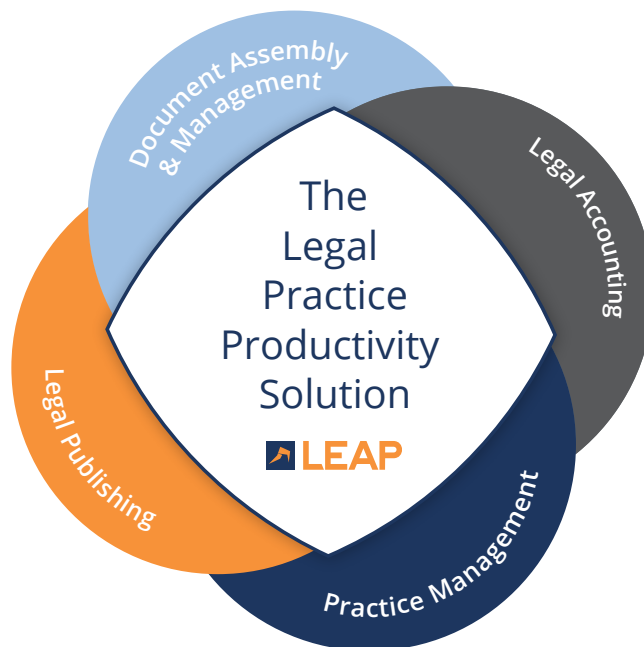 Document Assembly
& Management
Legal Accounting
The
Legal
Practice
Productivity
Solution
LEAP
Legal Publishing
Practice Management